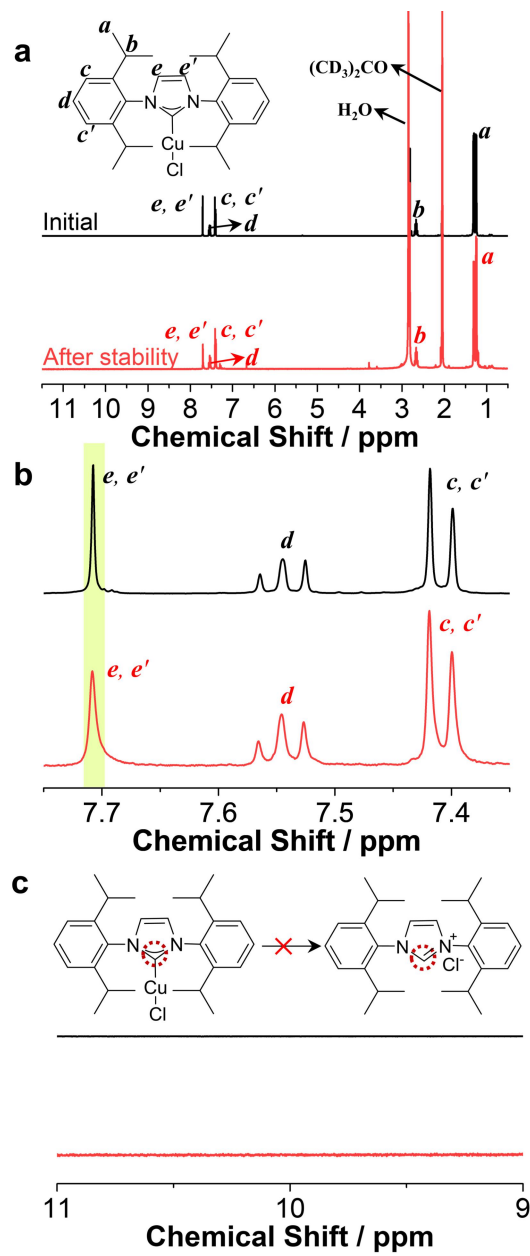 a
a
b
c
e e'
d
N N
c'
Cu
Cl
(CD3)2CO
H2O
a
e, e' c, c'
d
b
Initial
a
e, e' c, c'
d
b
After stability
11 10 9 8 7 6 5 4 3 2 1
Chemical Shift / ppm
b
e, e'
c, c'
d
e, e'
c, c'
d
7.7 7.6 7.5 7.4
Chemical Shift / ppm
c
N N
Cu
Cl
N N+
Cl-
11 10 9
Chemical Shift / ppm